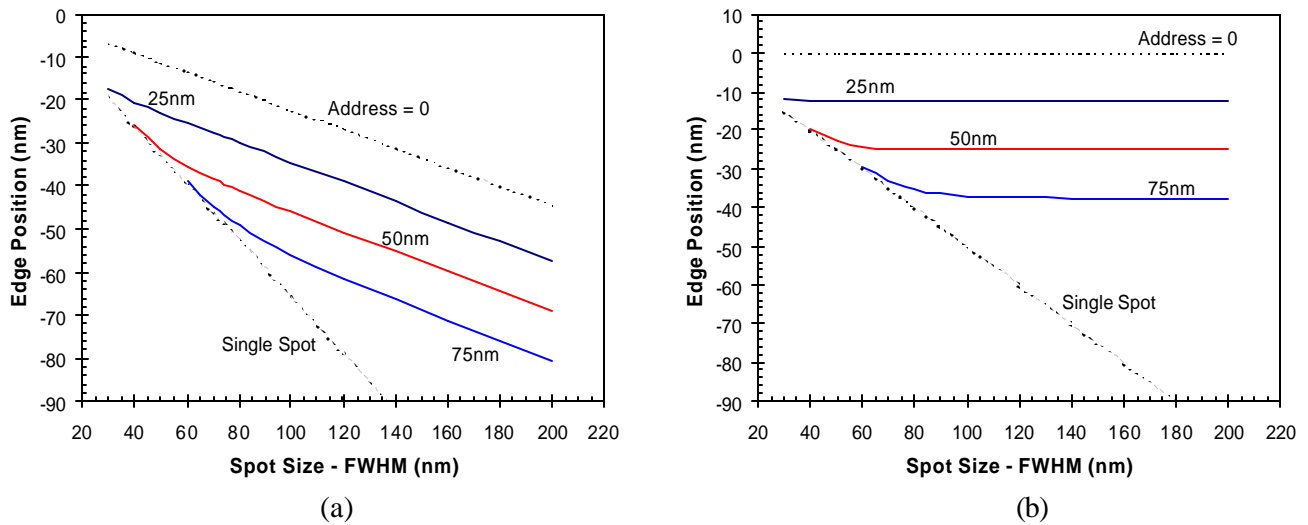 0
-10
-20
-30
-40
-50
-60
-70
-80
-90
Edge Position (nm)
25nm
Address = 0
50nm
Single Spot
75nm
20 40 60 80 100 120 140 160 180 200 220
Spot Size - FWHM (nm)
(a)
10
0
-10
-20
-30
-40
-50
-60
-70
-80
-90
Edge Position (nm)
Address = 0
25nm
50nm
75nm
Single Spot
20 40 60 80 100 120 140 160 180 200 220
Spot Size - FWHM (nm)
(b)